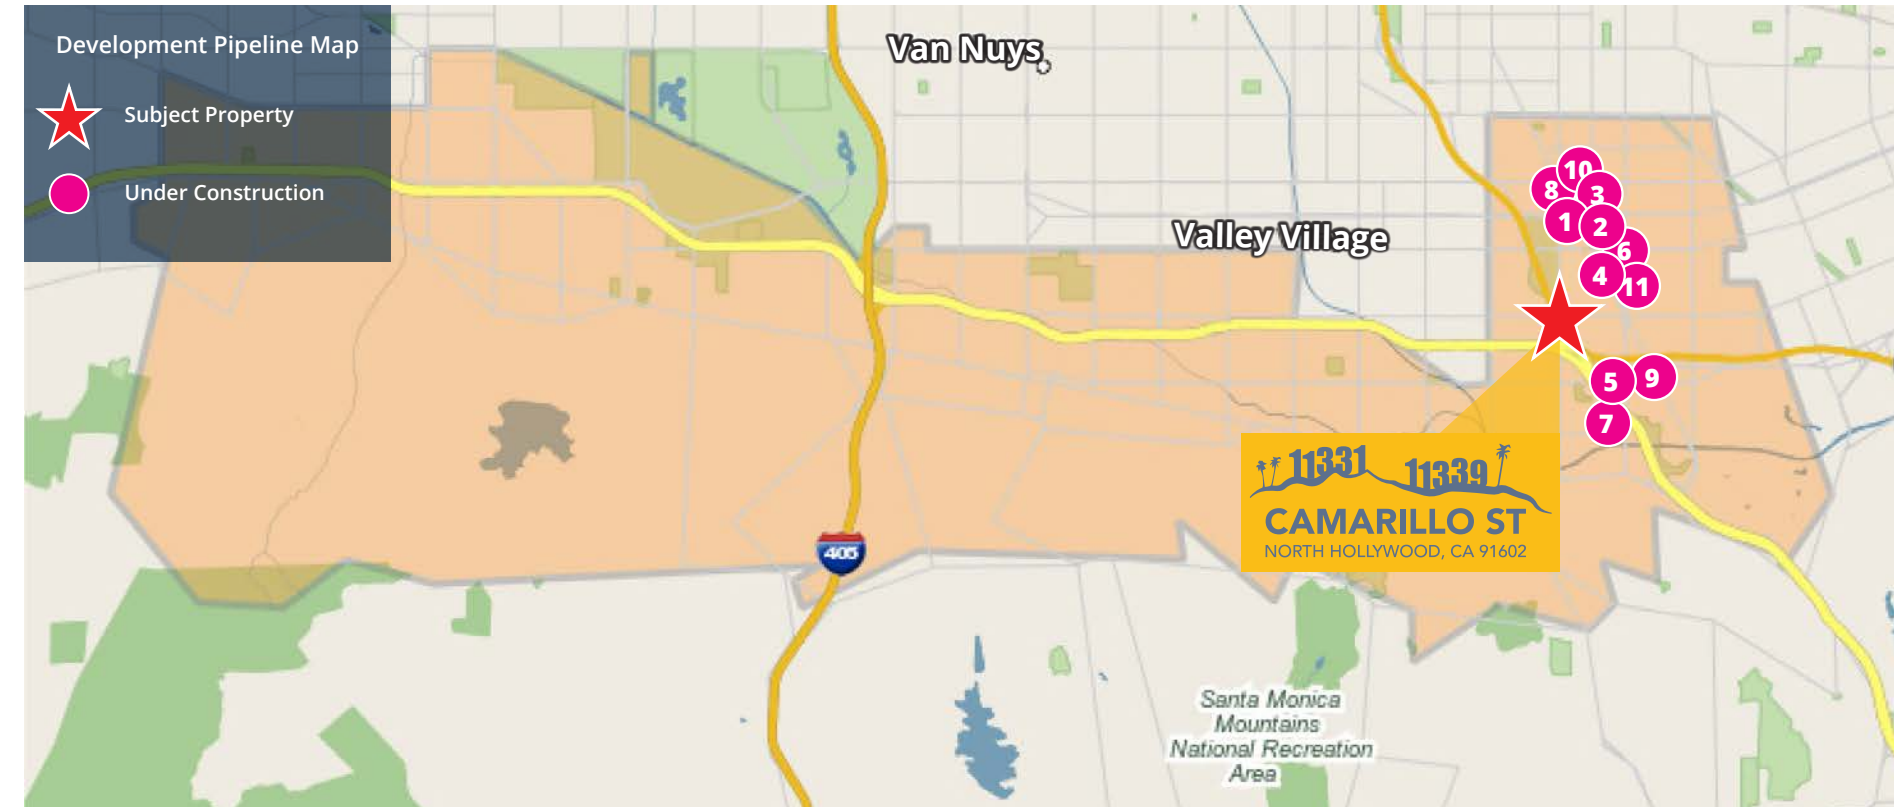 Development Pipeline Map
Subject Property
Under Construction
Van Nuys
Valley Village
10
8
3
1
2
6
4
11
5
9
7
11331
11339
CAMARILLO ST
NORTH HOLLYWOOD, CA 91602
405
Santa Monica
Mountains
National Recreation
Area